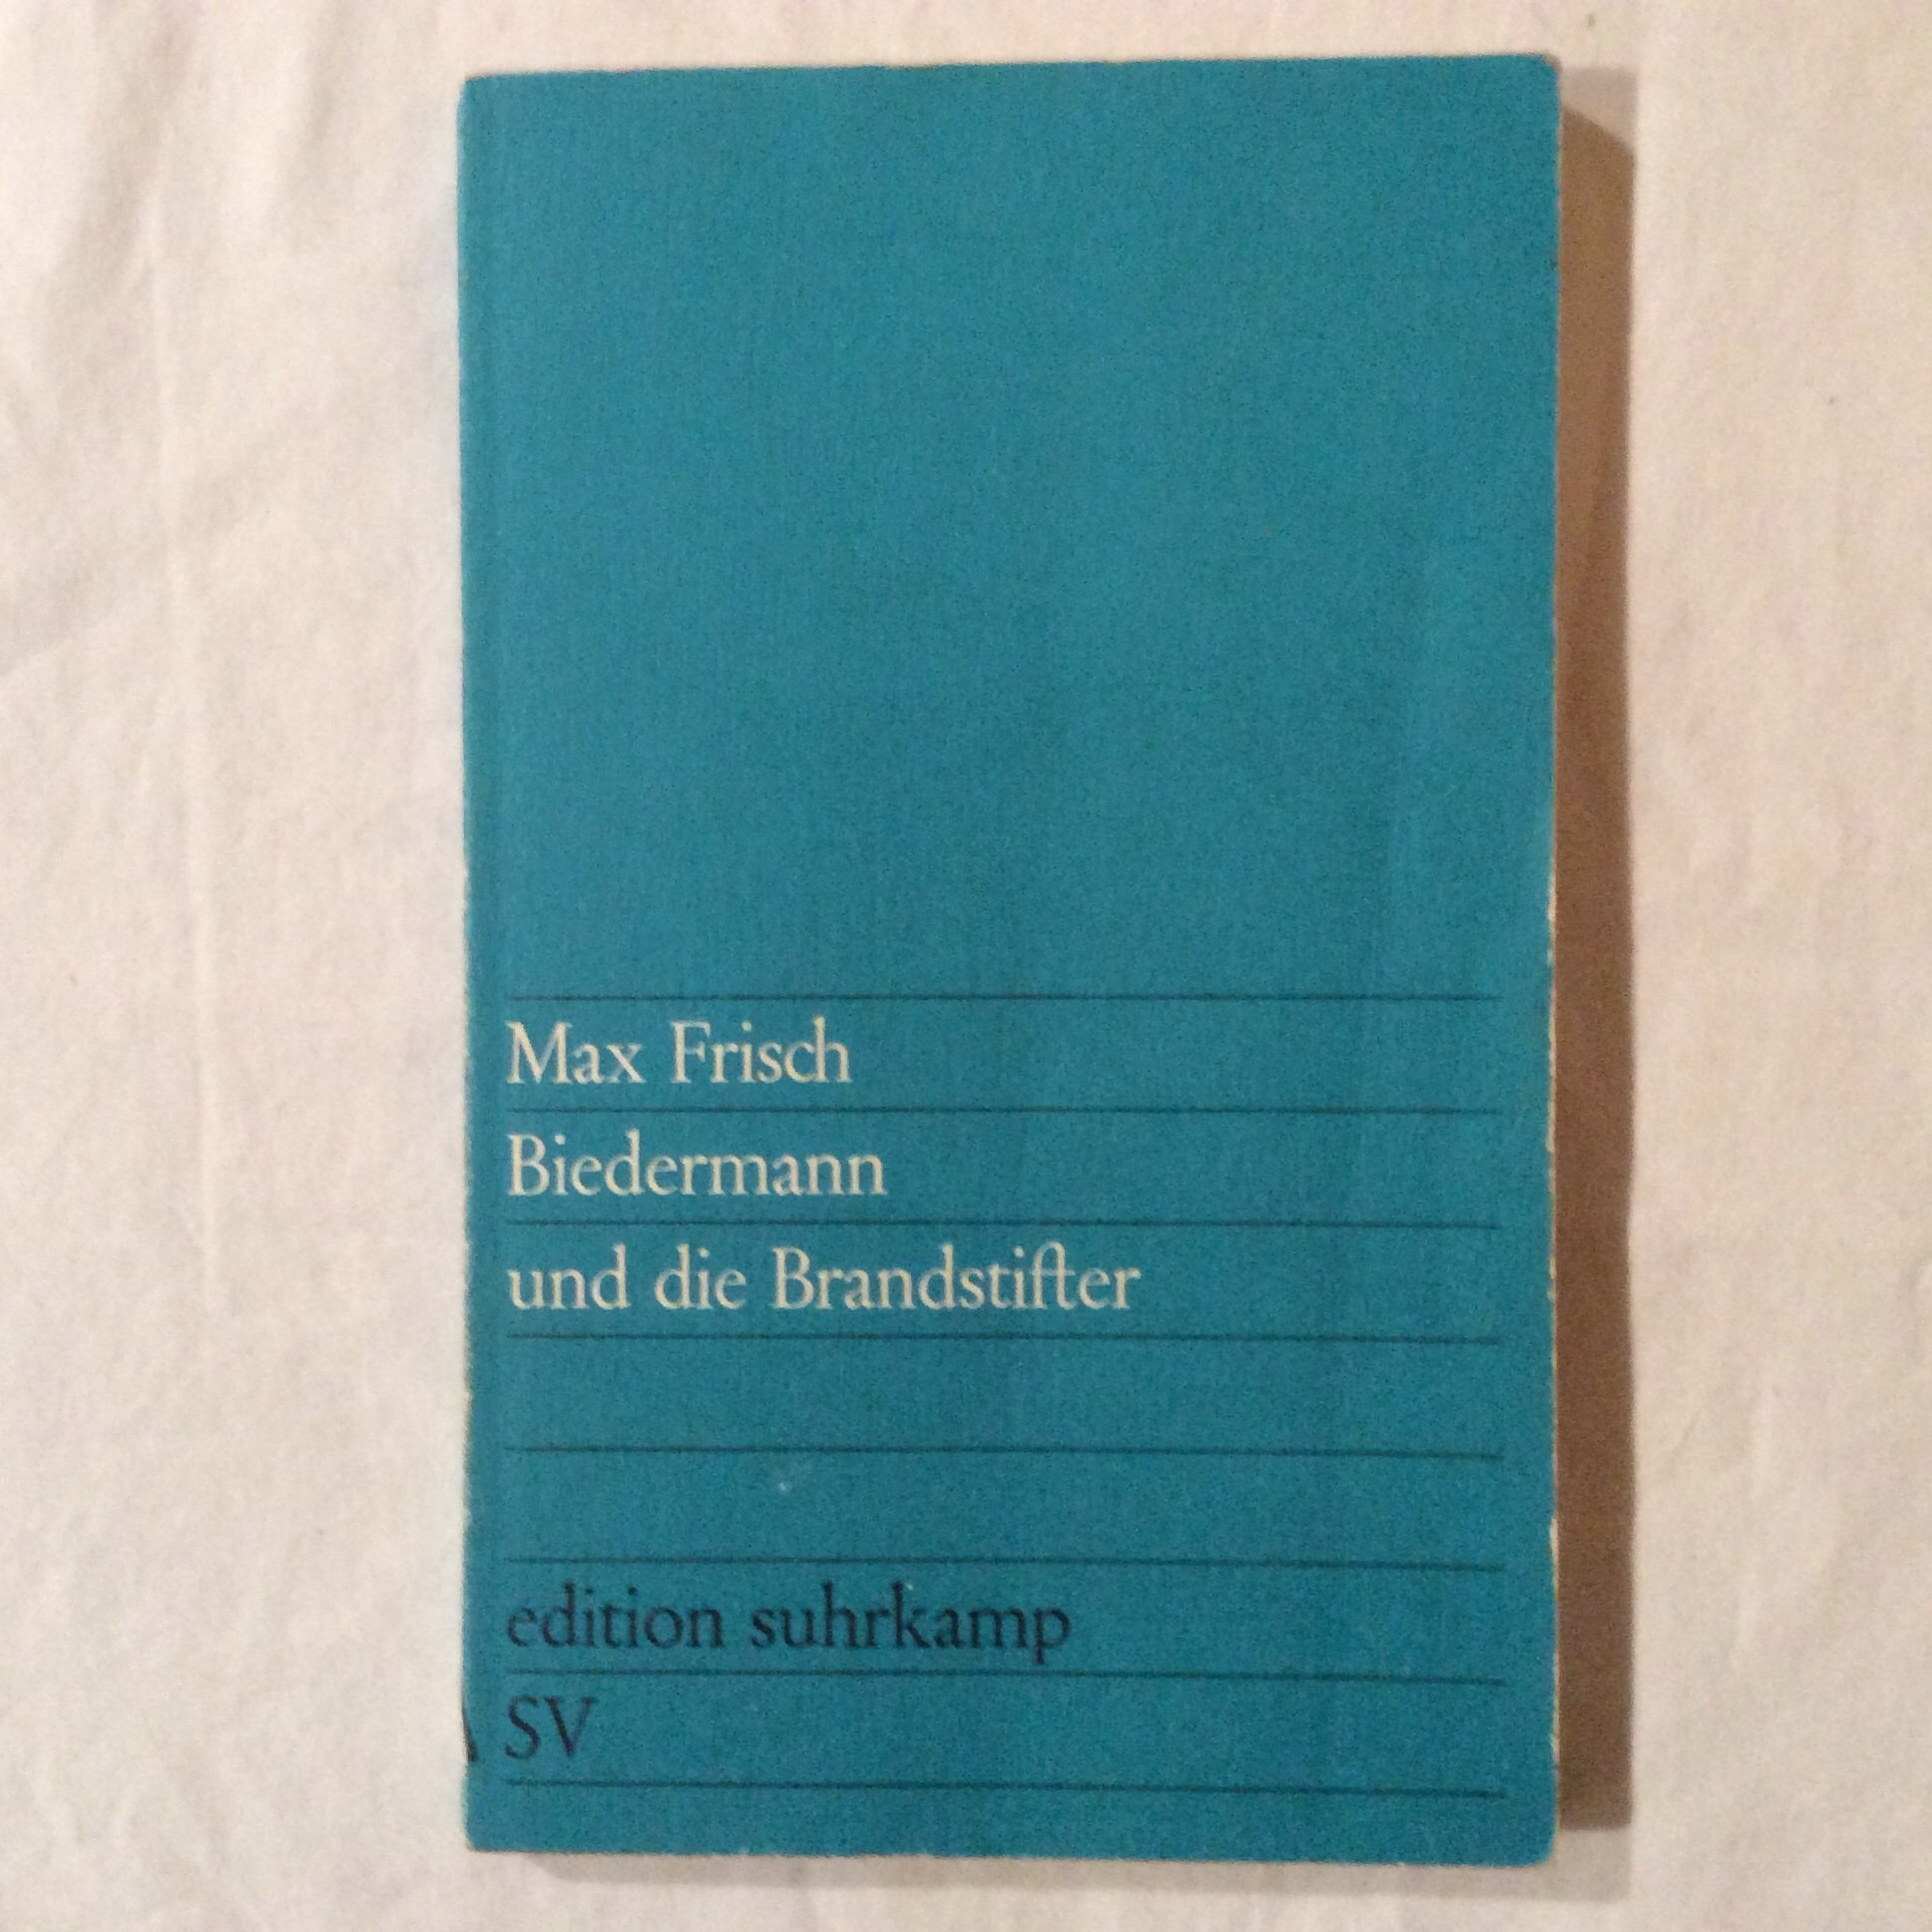 Max Frisch
Biedermann
und die Brandstifter
edition suhrkamp
SV